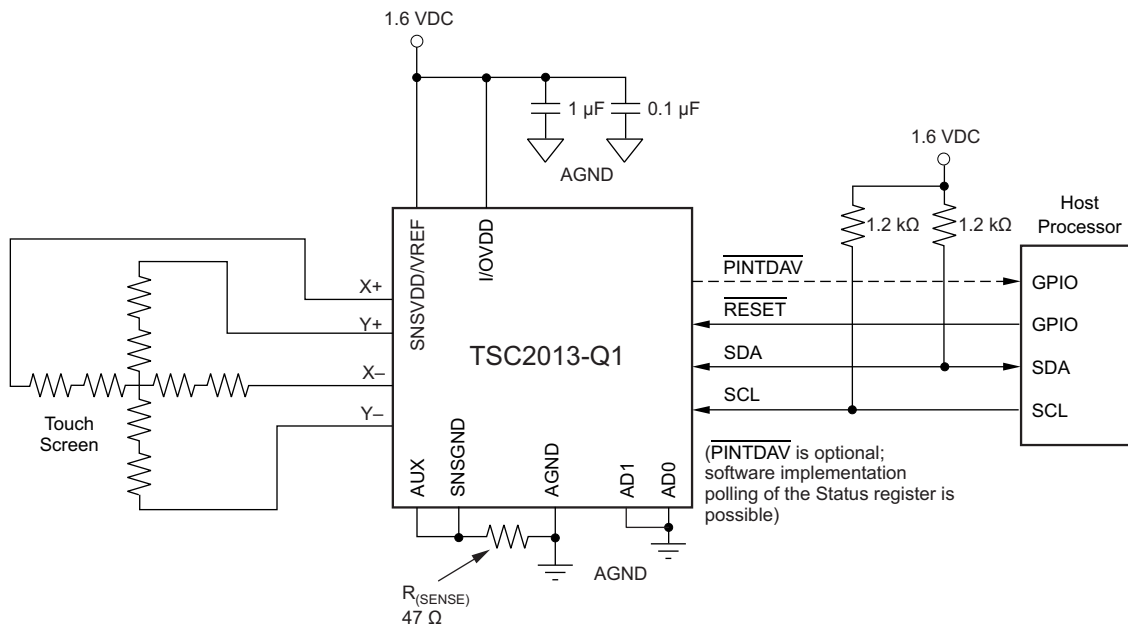 1.6 VDC
1 µF
0.1 µF
AGND
1.6 VDC
1.2 kΩ
1.2 kΩ
Host
Processor
SNSVDD/VREF
I/OVDD
X+
Y+
X–
Y–
TSC2013-Q1
PINTDAV
RESET
SDA
SCL
GPIO
GPIO
SDA
SCL
Touch
Screen
(PINTDAV is optional;
software implementation
polling of the Status register is
possible)
AUX
SNSGND
AGND
AD1
AD0
AGND
R(SENSE)
47 Ω